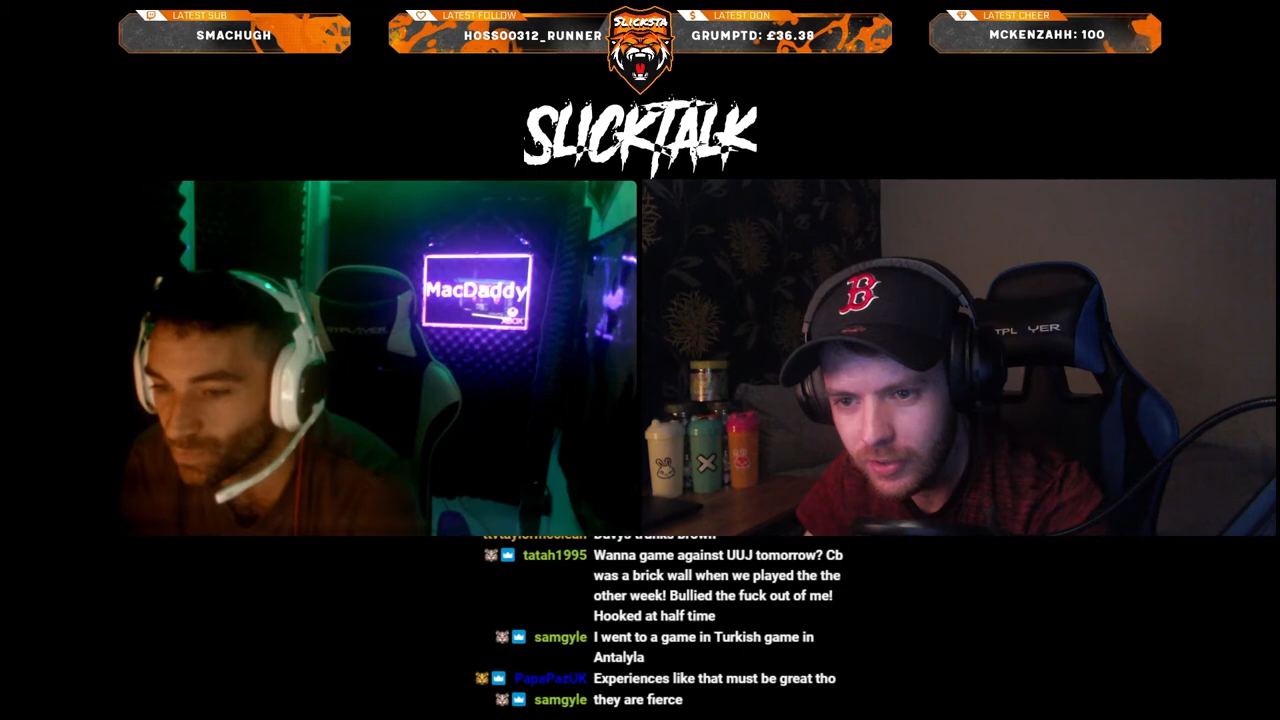 LATEST SUB
SMACHUGH
LATEST FOLLOW
HOSS00312_RUNNER
SLICKSTA
LATEST DON
GRUMPTD: £36.38
LATEST CHEER
MCKENZAHH: 100
SLICKTALK
MacDaddy
XBOX
B
TPL YER
tatah1995 Wanna game against UUJ tomorrow? Cb
was a brick wall when we played the the
other week! Bullied the fuck out of me!
Hooked at half time
samgyle I went to a game in Turkish game in
Antalyla
PapaPazUK Experiences like that must be great tho
samgyle they are fierce